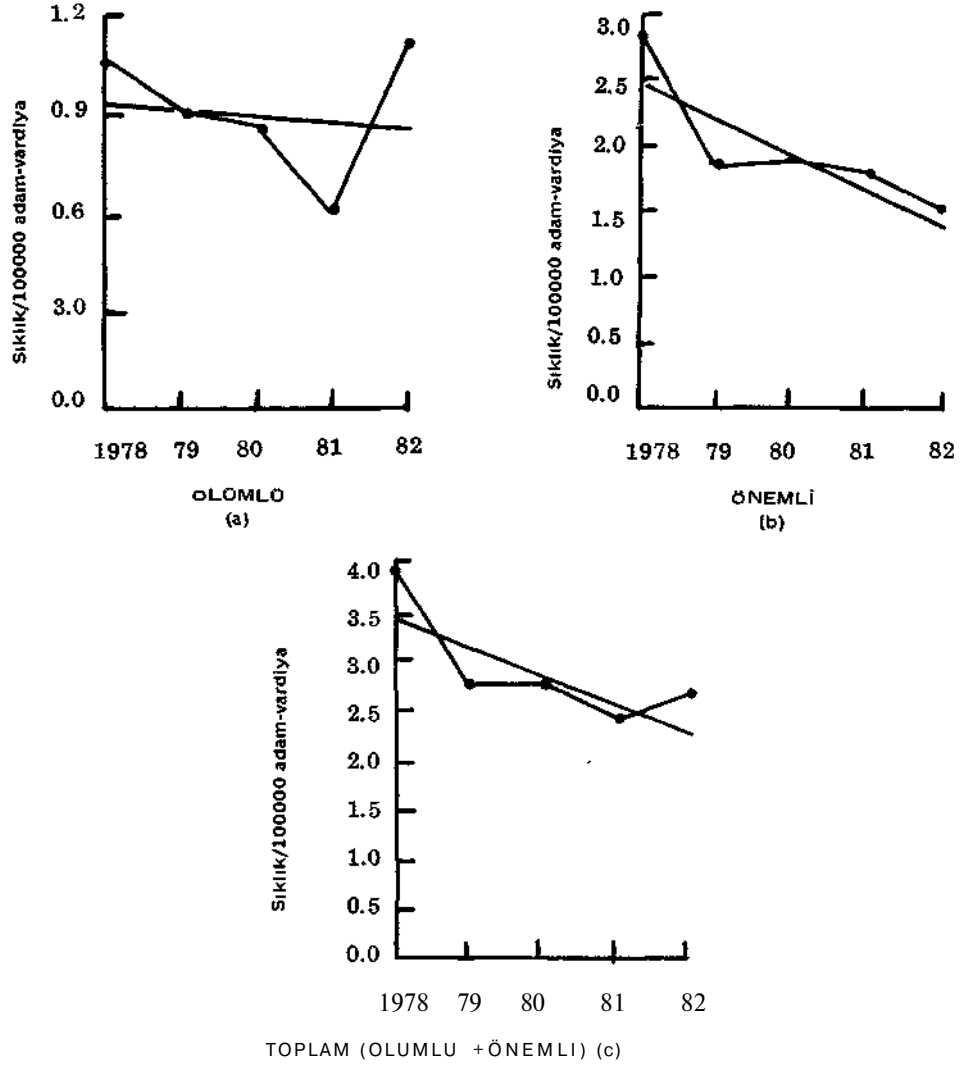 1.2
0.9
0.6
3.0
0.0
Sıklık/100000 adam-vardiya
1978 79 80 81 82
OLÜMLÜ
(a)
3.0
2.5
2.0
1.5
1.0
0.5
0.0
Sıklık/100000 adam-vardiya
1978 79 80 81 82
ÖNEMLİ
(b)
4.0
3.5
3.0
2.5
2.0
1.5
1.0
0.5
0.0
Sıklık/100000 adam-vardiya
1978 79 80 81 82
TOPLAM (OLUMLU +ÖNEMLI) (c)